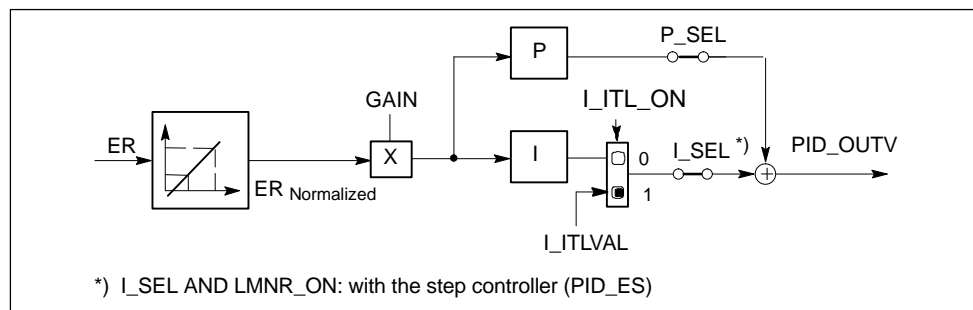 P_SEL
P
GAIN
I_ITL_ON
ER
X
I
0
I_SEL *)
PID_OUTV
1
ER Normalized
I_ITLVAL
*) I_SEL AND LMNR_ON: with the step controller (PID_ES)